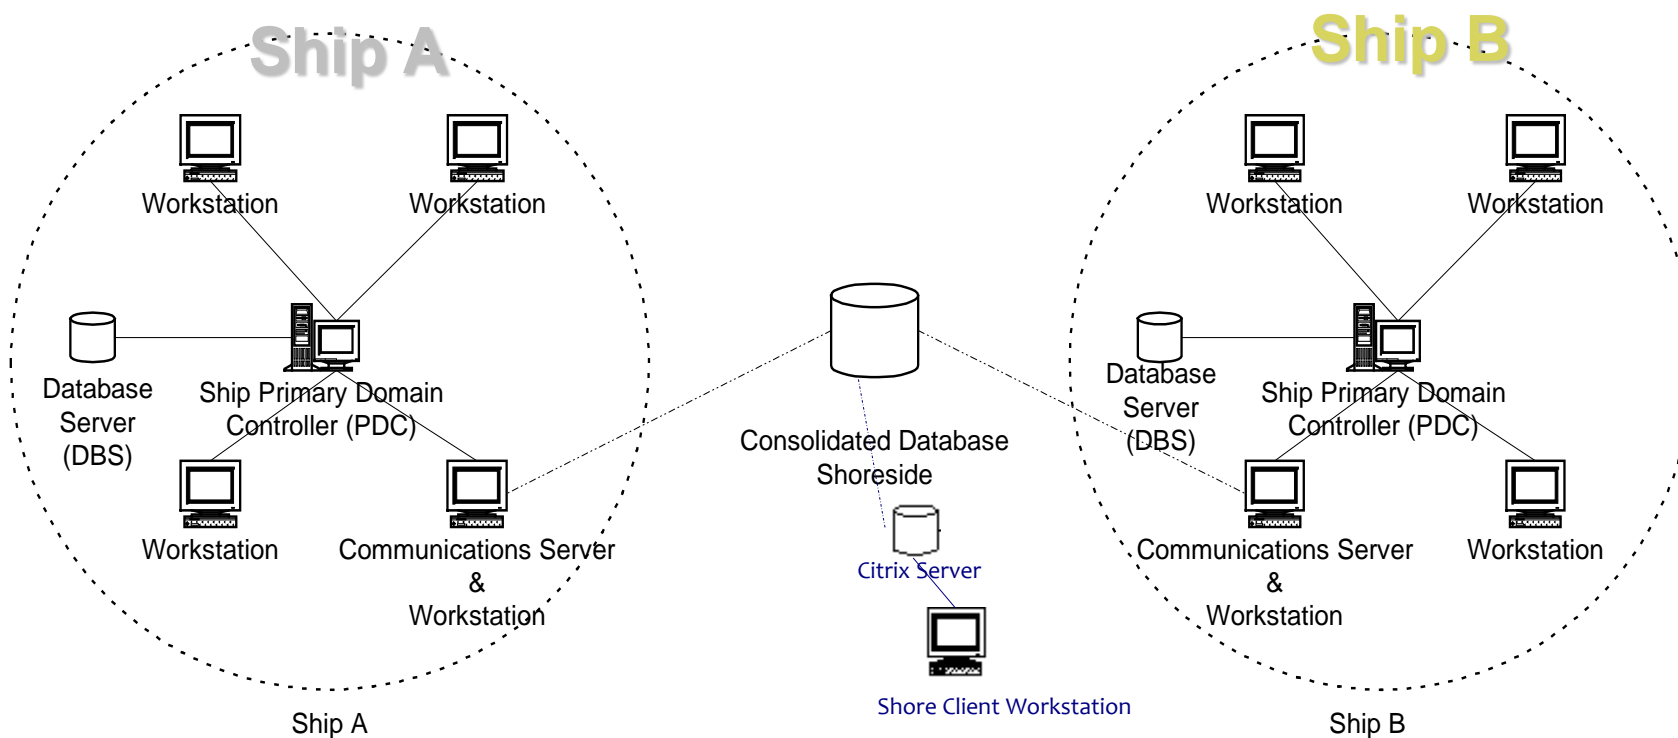 Ship A
Ship B
Workstation
Workstation
Workstation
Workstation
Database
Server
(DBS)
Ship Primary Domain
Controller (PDC)
Consolidated Database
Shoreside
Database
Server
(DBS)
Ship Primary Domain
Controller (PDC)
Workstation
Communications Server
&
Workstation
Citrix Server
Communications Server
&
Workstation
Workstation
Shore Client Workstation
Ship A
Ship B